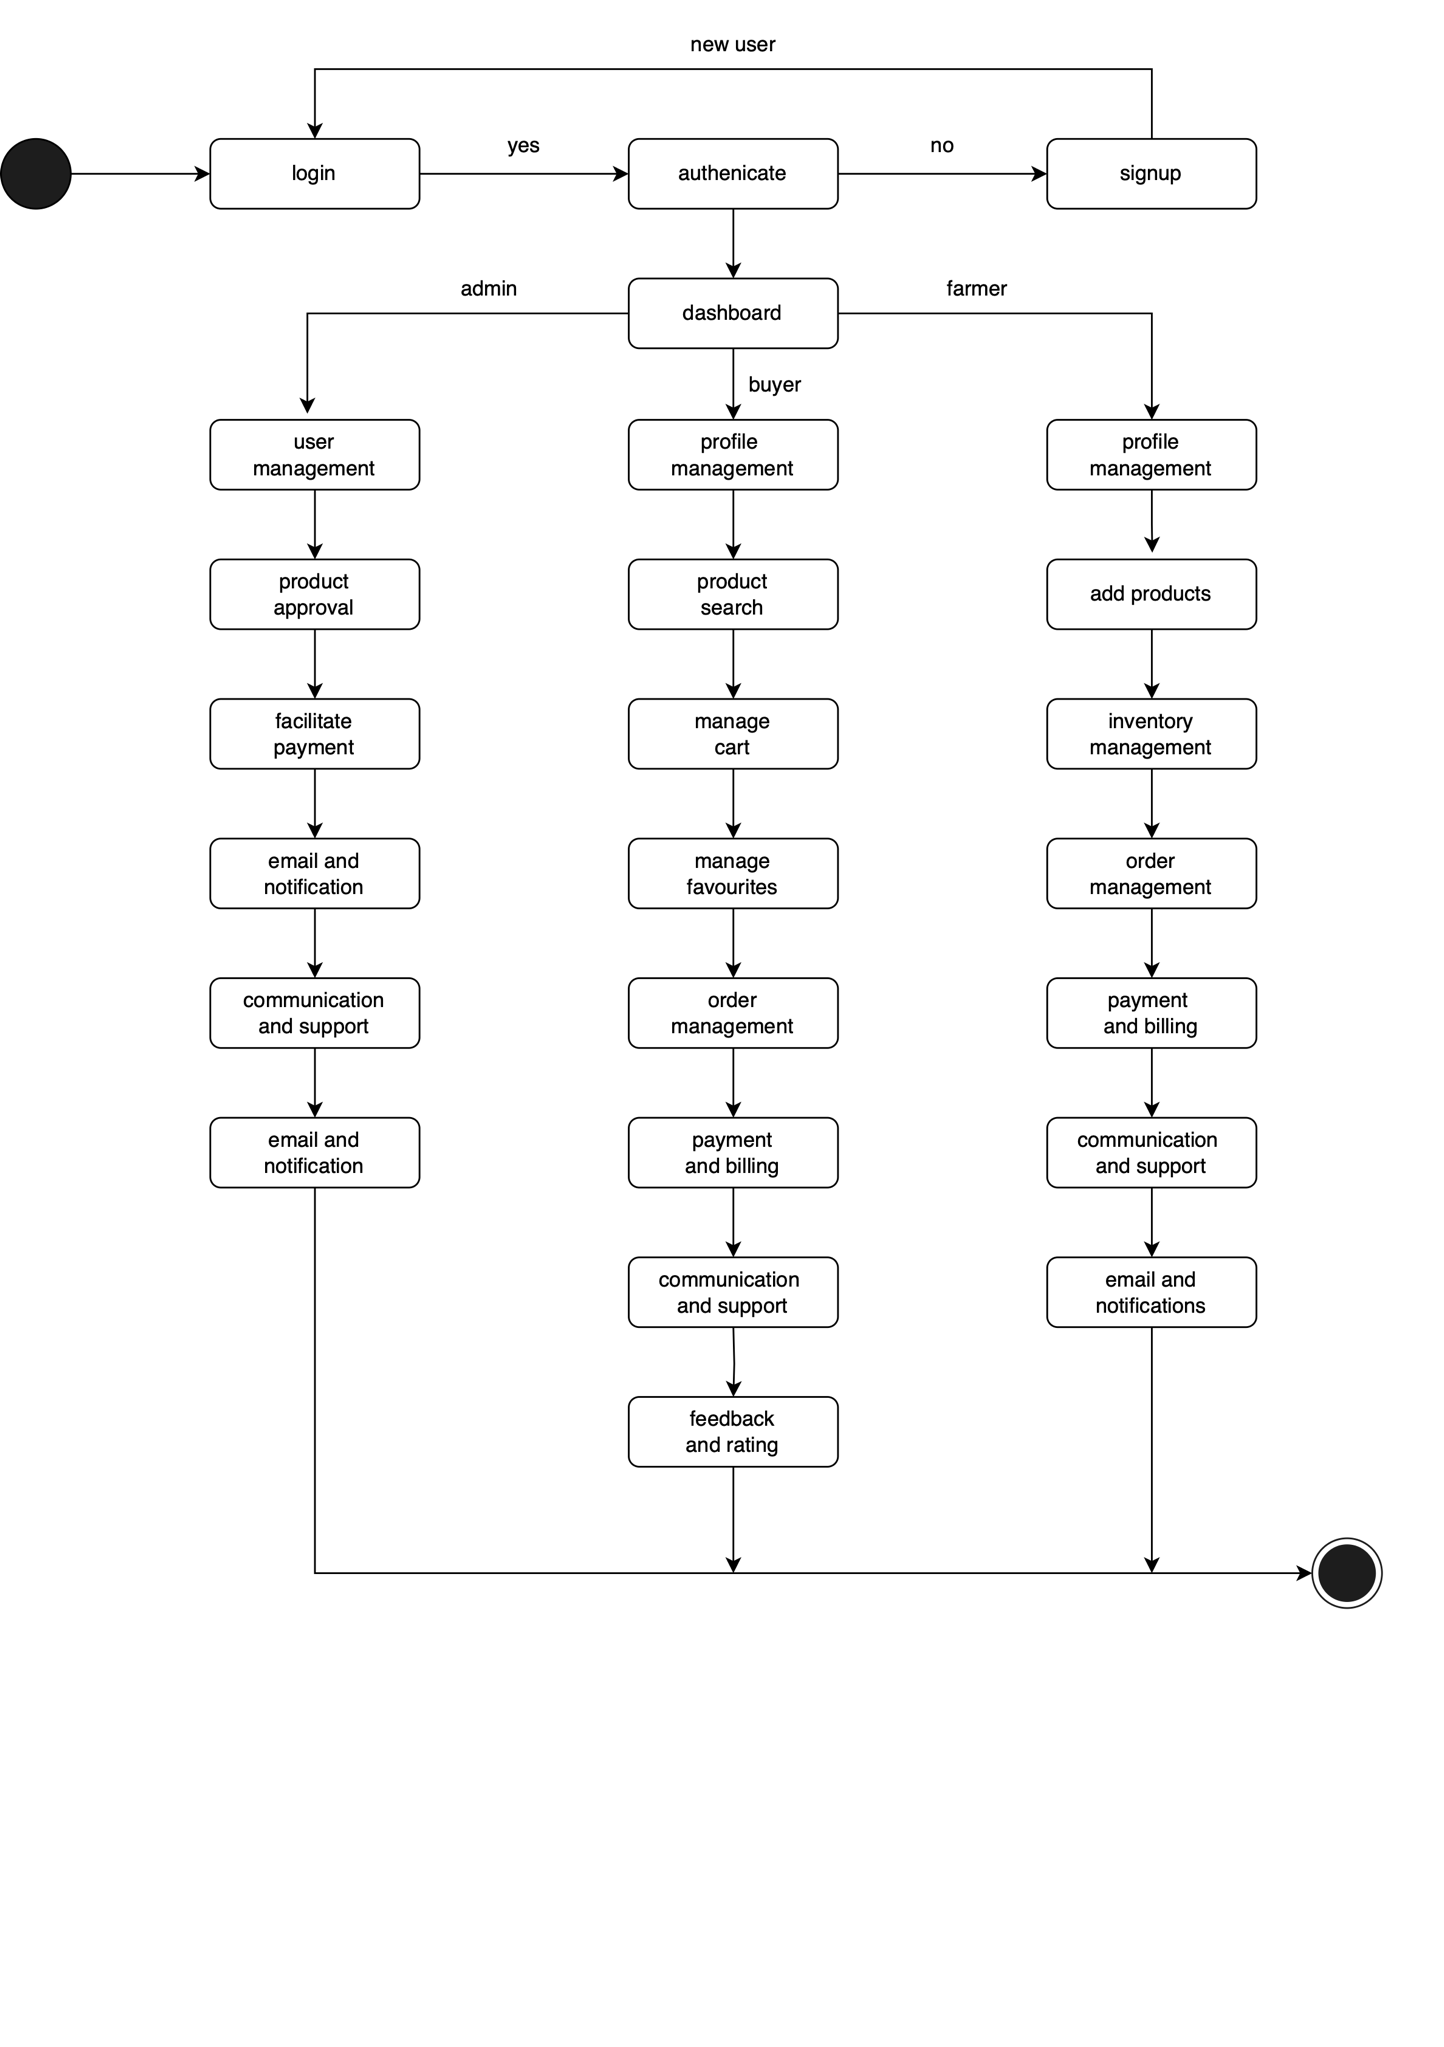 new user
login
yes
authenicate
no
signup
admin
dashboard
farmer
buyer
user
management
profile
management
profile
management
product
approval
product
search
add products
facilitate
payment
manage
cart
inventory
management
email and
notification
manage
favourites
order
management
communication
and support
order
management
payment
and billing
email and
notification
payment
and billing
communication
and support
communication
and support
email and
notifications
feedback
and rating